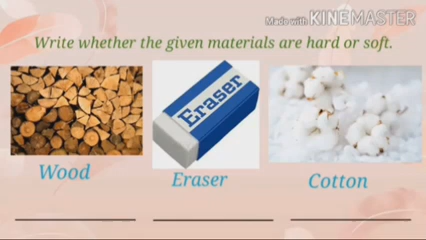 Made with KINEMASTER
Write whether the given materials are hard or soft.
Eraser
Wood
Eraser
Cotton